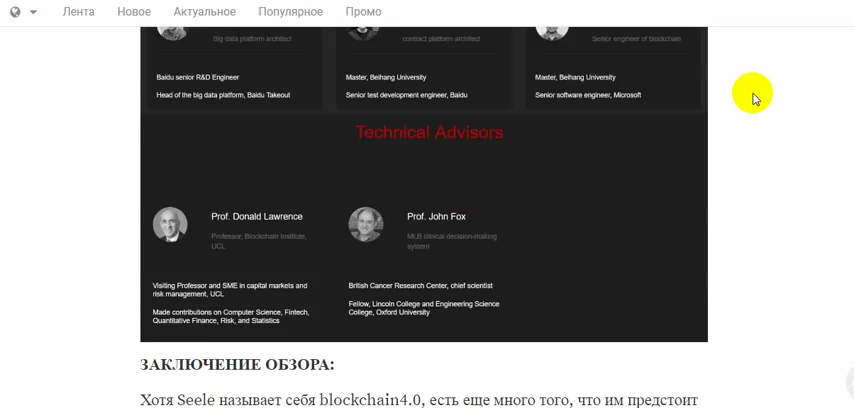 Лента Новое Актуальное Популярное Промо
Big data platform architect contract platform architect Senior engineer of blockchain
Baidu senior R&D Engineer Master, Beihang University Master, Beihang University
Head of the big data platform, Baidu Takeout Senior test development engineer, Baidu Senior software engineer, Microsoft
Technical Advisors
Prof. Donald Lawrence
Professor, Blockchain Institute,
UCL
Visiting Professor and SME in capital markets and
risk management, UCL
Made contributions on Computer Science, Fintech,
Quantitative Finance, Risk, and Statistics
Prof. John Fox
MLB clinical decision-making
system
British Cancer Research Center, chief scientist
Fellow, Lincoln College and Engineering Science
College, Oxford University
ЗАКЛЮЧЕНИЕ ОБЗОРА:
Хотя Seele называет себя blockchain4.0, есть еще много того, что им предстоит